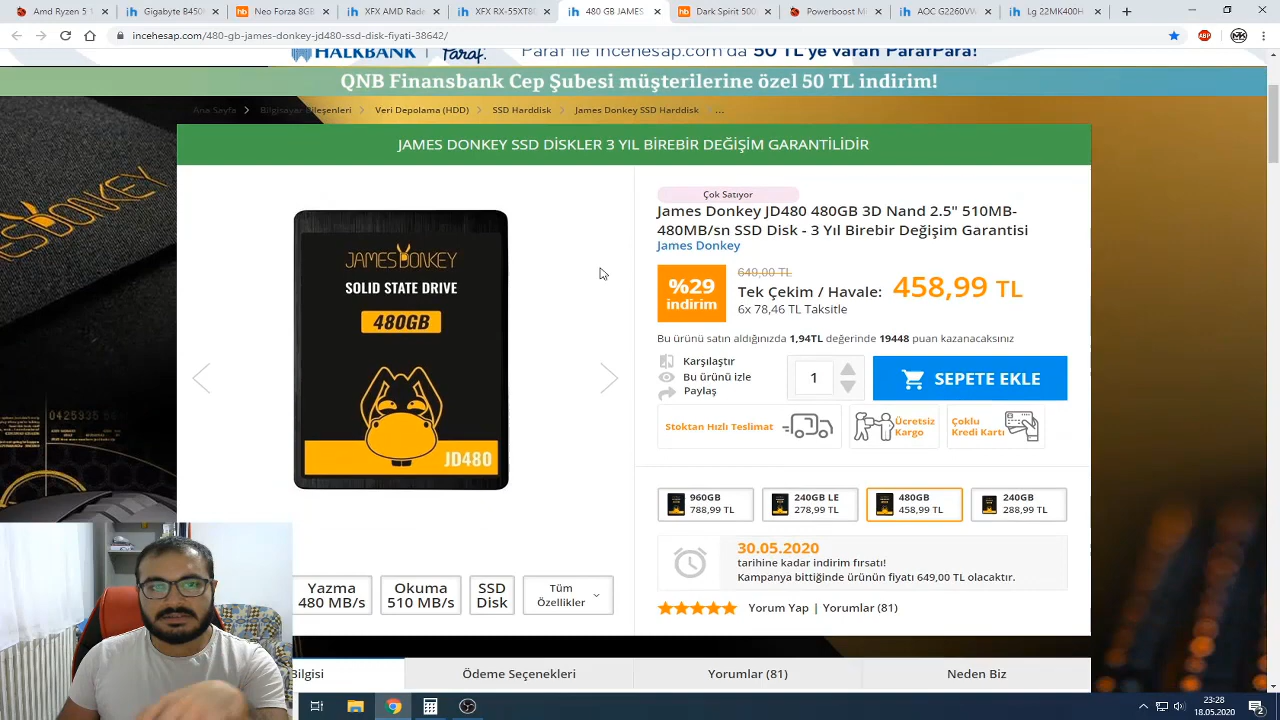 Amd Ryzen 5 1
Gigabyte B450
Neo Forza 8GB
XFX RX-55XT8
480 GB JAMES
Aerocool Spirit
Sandisk Plus
Powerboost M
AOC G2260VW
Lg 22MK400H
incehesap.com/480-gb-james-donkey-jd480-ssd-disk-fiyati-38642/
HALKBANK
Taraf.
Paraf ile incehesap.com'da 50 TL'ye varan ParafPara!
QNB Finansbank Cep Şubesi müşterilerine özel 50 TL indirim!
Ana Sayfa
Bilgisayar Bileşenleri
Veri Depolama (HDD)
SSD Harddisk
James Donkey SSD Harddisk
...
JAMES DONKEY SSD DİSKLER 3 YIL BİREBİR DEĞİŞİM GARANTİLİDİR
JAMES DONKEY
SOLID STATE DRIVE
480GB
JD480
Çok Satıyor
James Donkey JD480 480GB 3D Nand 2.5" 510MB-
480MB/sn SSD Disk - 3 Yıl Birebir Değişim Garantisi
James Donkey
%29
indirim
649,00 TL
Tek Çekim / Havale: 458,99 TL
6x 78,46 TL Taksitle
Bu ürünü satın aldığınızda 1,94TL değerinde 19448 puan kazanacaksınız
Karşılaştır
Bu ürünü izle
Paylaş
1
SEPETE EKLE
Stoktan Hızlı Teslimat
Ücretsiz
Kargo
Çoklu
Kredi Kartı
960GB
788,99 TL
240GB LE
278,99 TL
480GB
458,99 TL
240GB
288,99 TL
30.05.2020
tarihine kadar indirim fırsatı!
Kampanya bittiğinde ürünün fiyatı 649,00 TL olacaktır.
Yorum Yap | Yorumlar (81)
Yazma
480 MB/s
Okuma
510 MB/s
SSD
Disk
Tüm
Özellikler
Bilgisi
Ödeme Seçenekleri
Yorumlar (81)
Neden Biz
23:28
18.05.2020